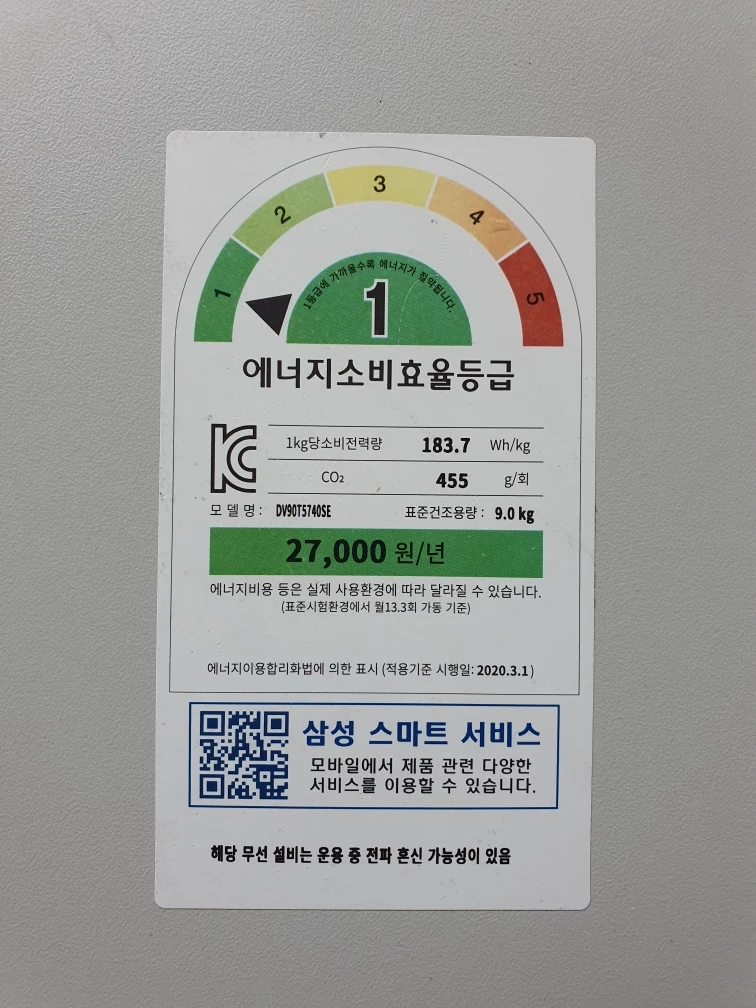 1 2 3 4 5
1등급에 가까울수록 에너지가 절약됩니다.
1
에너지소비효율등급
1kg당소비전력량 183.7 Wh/kg
CO₂ 455 g/회
모 델 명 : DV90T5740SE 표준건조용량 : 9.0 kg
27,000 원/년
에너지비용 등은 실제 사용환경에 따라 달라질 수 있습니다.
(표준시험환경에서 월13.3회 가동 기준)
에너지이용합리화법에 의한 표시 (적용기준 시행일: 2020.3.1)
삼성 스마트 서비스
모바일에서 제품 관련 다양한
서비스를 이용할 수 있습니다.
해당 무선 설비는 운용 중 전파 혼신 가능성이 있음